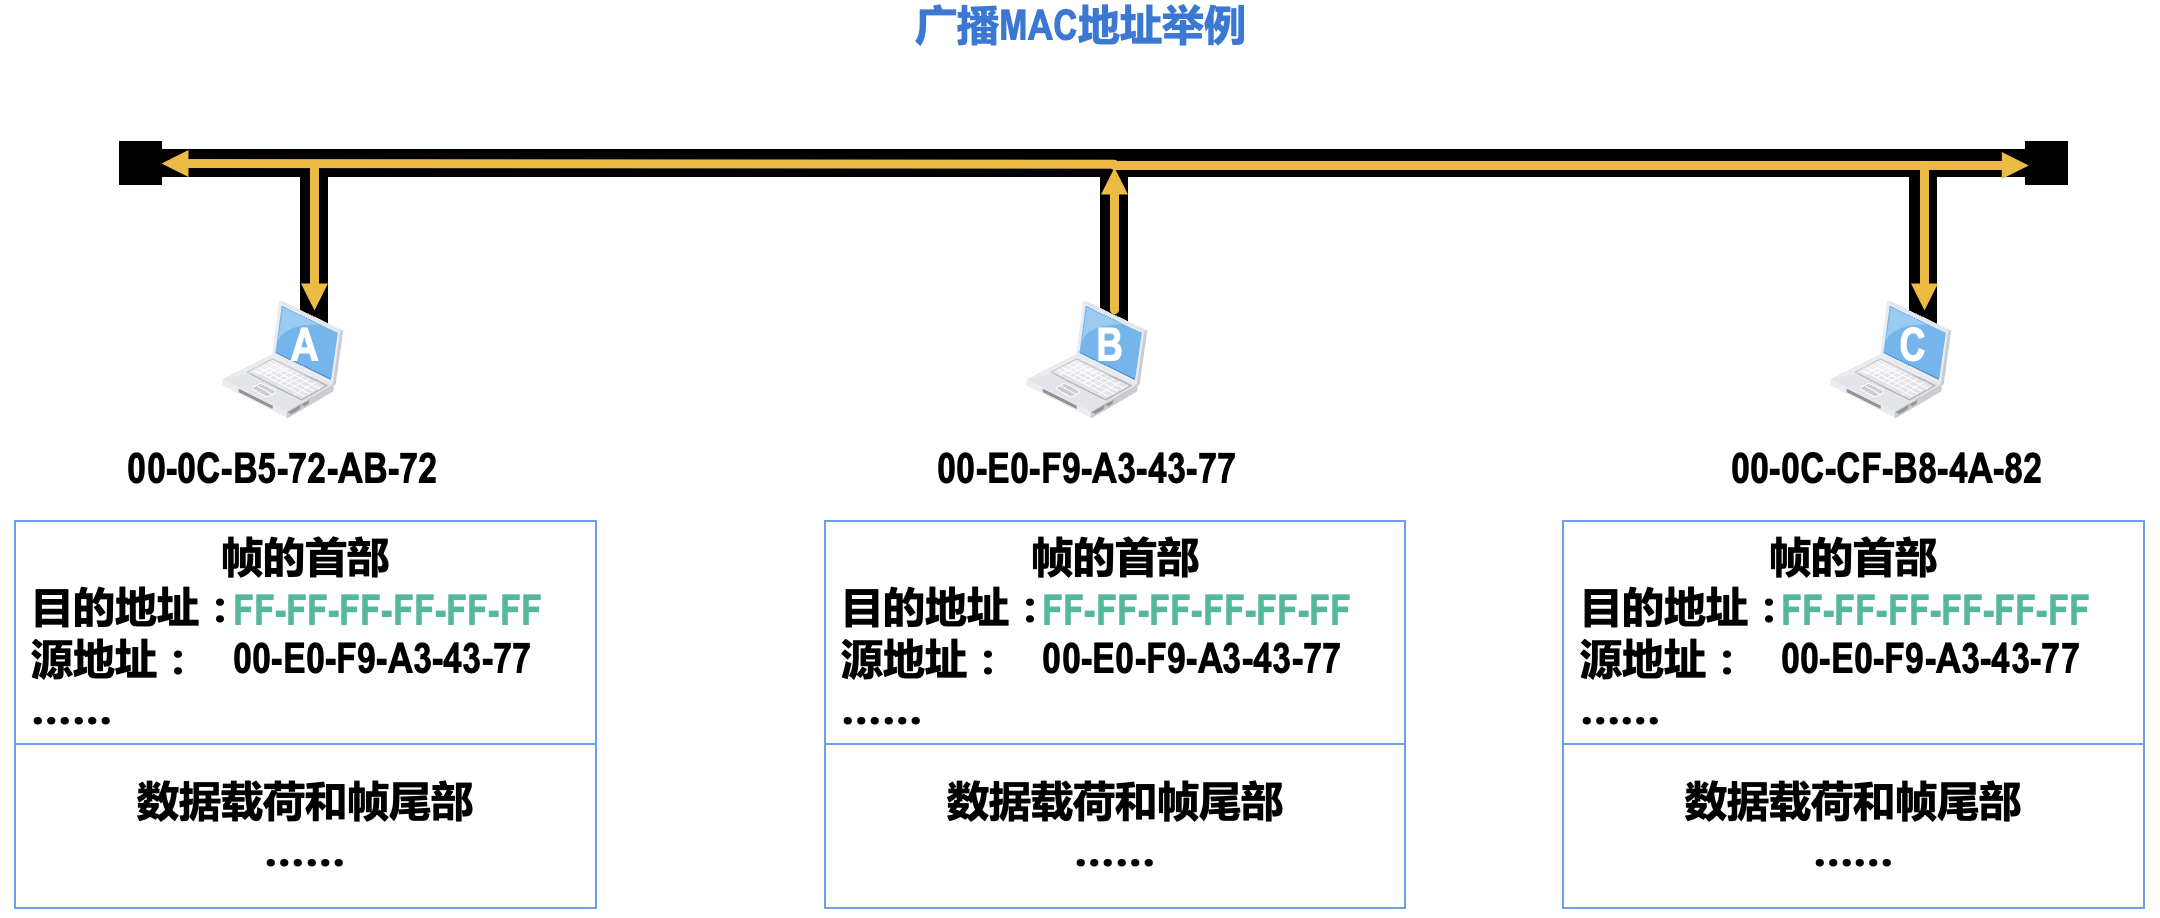 广播MAC地址举例
A
B
C
00-0C-B5-72-AB-72
00-E0-F9-A3-43-77
00-0C-CF-B8-4A-82
帧的首部
目的地址：FF-FF-FF-FF-FF-FF
源地址： 00-E0-F9-A3-43-77
……
数据载荷和帧尾部
……
帧的首部
目的地址：FF-FF-FF-FF-FF-FF
源地址： 00-E0-F9-A3-43-77
……
数据载荷和帧尾部
……
帧的首部
目的地址：FF-FF-FF-FF-FF-FF
源地址： 00-E0-F9-A3-43-77
……
数据载荷和帧尾部
……